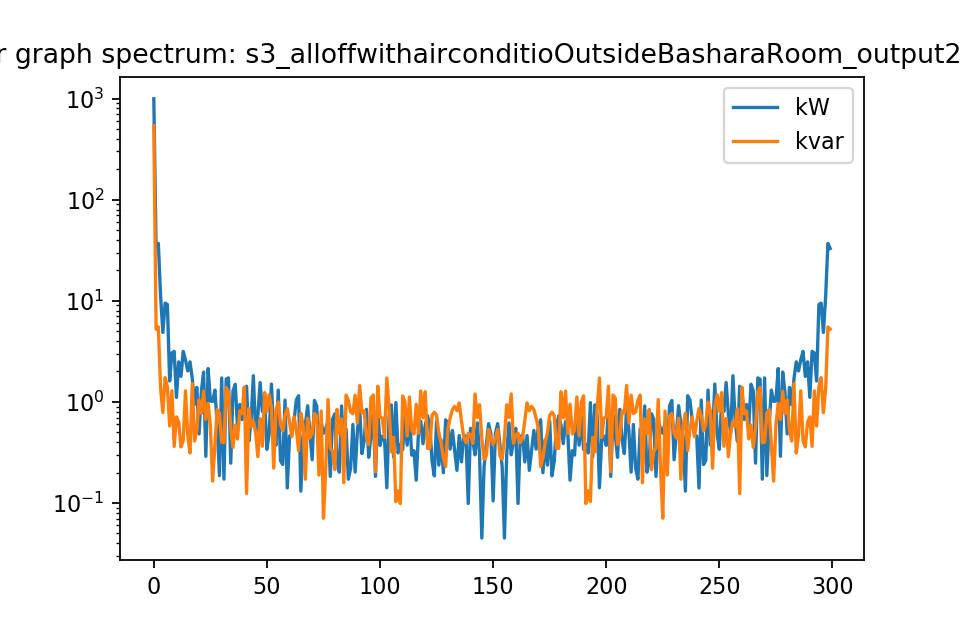 r graph spectrum: s3_alloffwithairconditioOutsideBasharaRoom_output2
10³
10²
10¹
10⁰
10⁻¹
kW
kvar
0 50 100 150 200 250 300